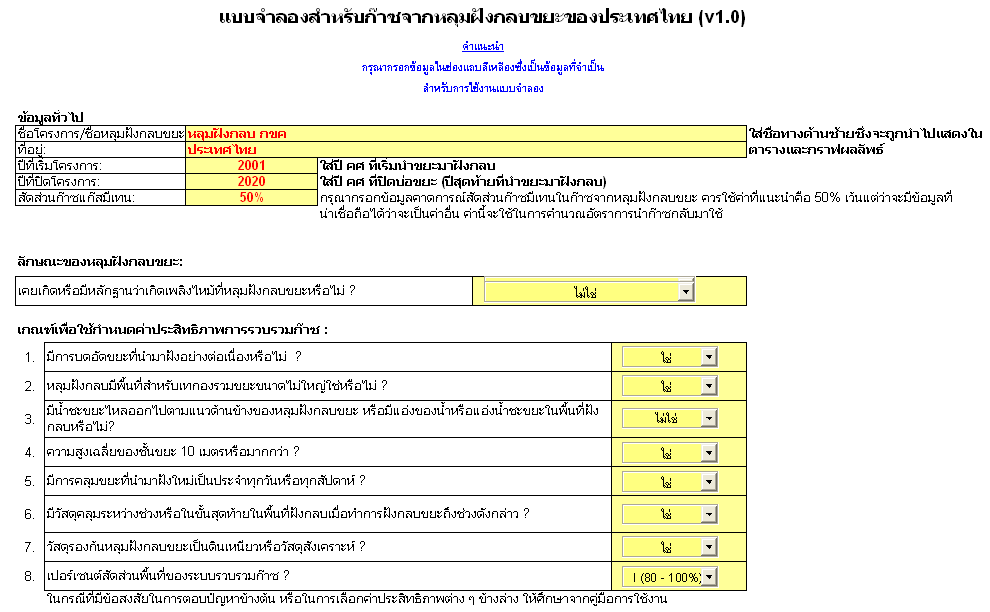 แบบจำลองสำหรับก๊าซจากหลุมฝังกลบขยะของประเทศไทย (v1.0)
คำแนะนำ
กรุณากรอกข้อมูลในช่องแถบสีเหลืองซึ่งเป็นข้อมูลที่จำเป็น
สำหรับการใช้งานแบบจำลอง
ข้อมูลทั่วไป
ชื่อโครงการ/ชื่อหลุมฝังกลบขยะ หลุมฝังกลบ กขค ใส่ชื่อทางด้านซ้ายซึ่งจะถูกนำไปแสดงใน
ที่อยู่: ประเทศไทย ตารางและกราฟผลลัพธ์
ปีที่เริ่มโครงการ: 2001 ใส่ปี คศ ที่เริ่มนำขยะมาฝังกลบ
ปีที่ปิดโครงการ: 2020 ใส่ปี คศ ที่ปิดบ่อขยะ (ปีสุดท้ายที่นำขยะมาฝังกลบ)
สัดส่วนก๊าซแก๊สมีเทน: 50% กรุณากรอกข้อมูลคาดการณ์สัดส่วนก๊าซมีเทนในก๊าซจากหลุมฝังกลบขยะ ควรใช้ค่าที่แนะนำคือ 50% เว้นแต่ว่าจะมีข้อมูลที่
น่าเชื่อถือได้ว่าจะเป็นค่าอื่น ค่านี้จะใช้ในการคำนวณอัตราการนำก๊าซกลับมาใช้
ลักษณะของหลุมฝังกลบขยะ:
เคยเกิดหรือมีหลักฐานว่าเกิดเพลิงไหม้ที่หลุมฝังกลบขยะหรือไม่ ? ไม่ใช่
เกณฑ์เพื่อใช้กำหนดค่าประสิทธิภาพการรวบรวมก๊าซ :
1. มีการบดอัดขยะที่นำมาฝังอย่างต่อเนื่องหรือไม่ ? ใช่
2. หลุมฝังกลบมีพื้นที่สำหรับเทกองรวมขยะขนาดไม่ใหญ่ใช่หรือไม่ ? ใช่
3. มีน้ำชะขยะไหลออกไปตามแนวด้านข้างของหลุมฝังกลบขยะ หรือมีแอ่งของน้ำหรือแอ่งน้ำชะขยะในพื้นที่ฝัง
กลบหรือไม่? ไม่ใช่
4. ความสูงเฉลี่ยของชั้นขยะ 10 เมตรหรือมากกว่า ? ใช่
5. มีการคลุมขยะที่นำมาฝังใหม่เป็นประจำทุกวันหรือทุกสัปดาห์ ? ใช่
6. มีวัสดุคลุมระหว่างช่วงหรือในขั้นสุดท้ายในพื้นที่ฝังกลบเมื่อทำการฝังกลบขยะถึงช่วงดังกล่าว ? ใช่
7. วัสดุรองก้นหลุมฝังกลบขยะเป็นดินเหนียวหรือวัสดุสังเคราะห์ ? ใช่
8. เปอร์เซนต์สัดส่วนพื้นที่ของระบบรวบรวมก๊าซ ? I (80 - 100%)
ในกรณีที่มีข้อสงสัยในการตอบปัญหาข้างต้น หรือในการเลือกค่าประสิทธิภาพต่าง ๆ ข้างล่าง ให้ศึกษาจากคู่มือการใช้งาน